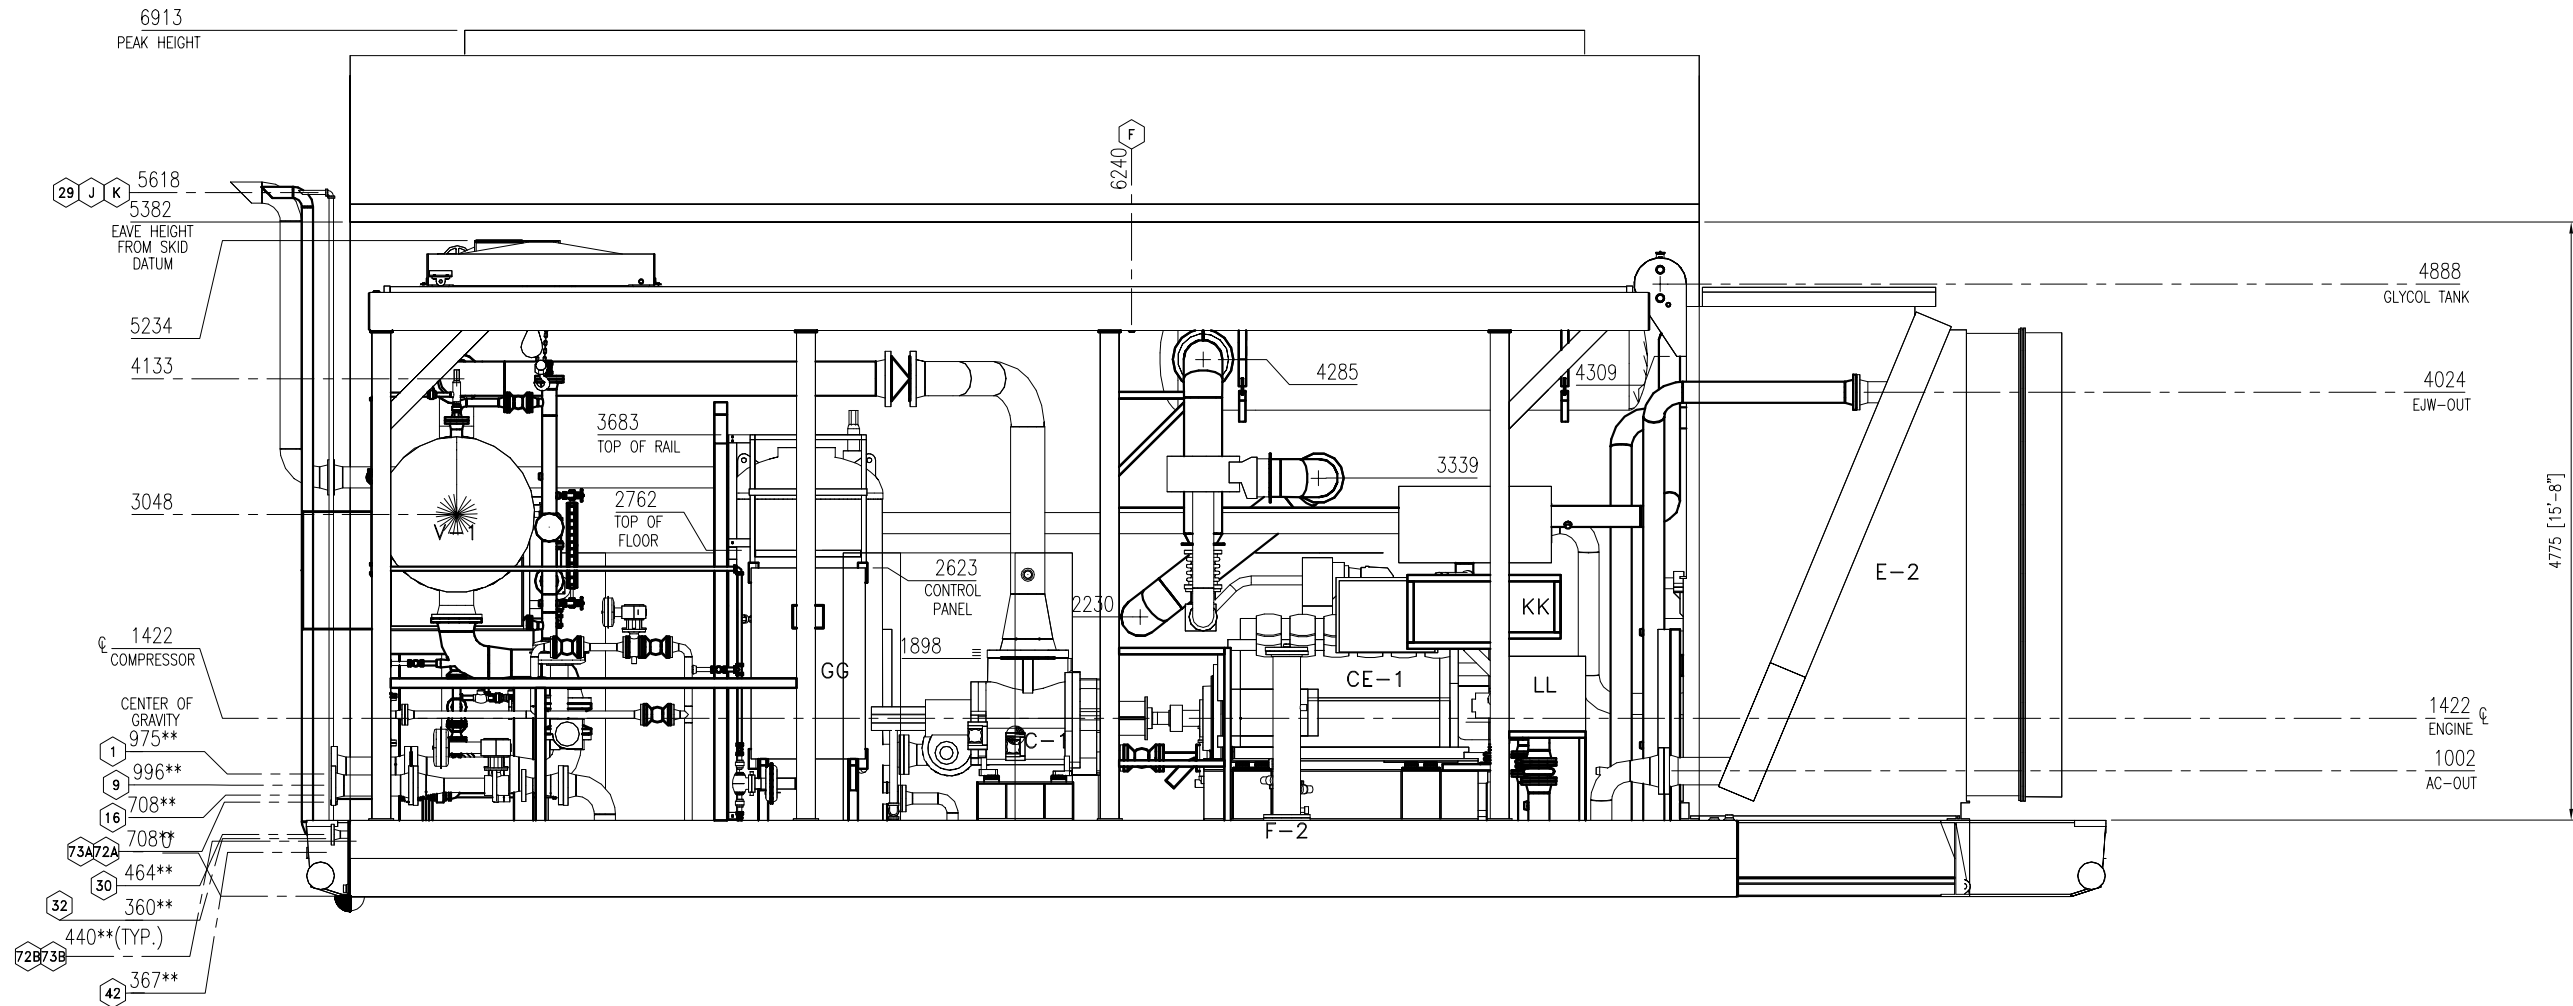 6913
PEAK HEIGHT
F
6240
29 J K 5618
5382
EAVE HEIGHT
FROM SKID
DATUM
5234
4133
3048
℄ 1422
COMPRESSOR
CENTER OF
GRAVITY
1 975**
9 996**
16 708**
73A 72A 708**
0
30 464**
32 360**
72B 73B 440**(TYP.)
42 367**
V-1
3683
TOP OF RAIL
2762
TOP OF
FLOOR
2623
CONTROL
PANEL
1898
2230
GG
C-1
4285
3339
4309
CE-1
KK
LL
F-2
E-2
4888
GLYCOL TANK
4024
EJW-OUT
1422 ℄
ENGINE
1002
AC-OUT
4775 [15'-8"]